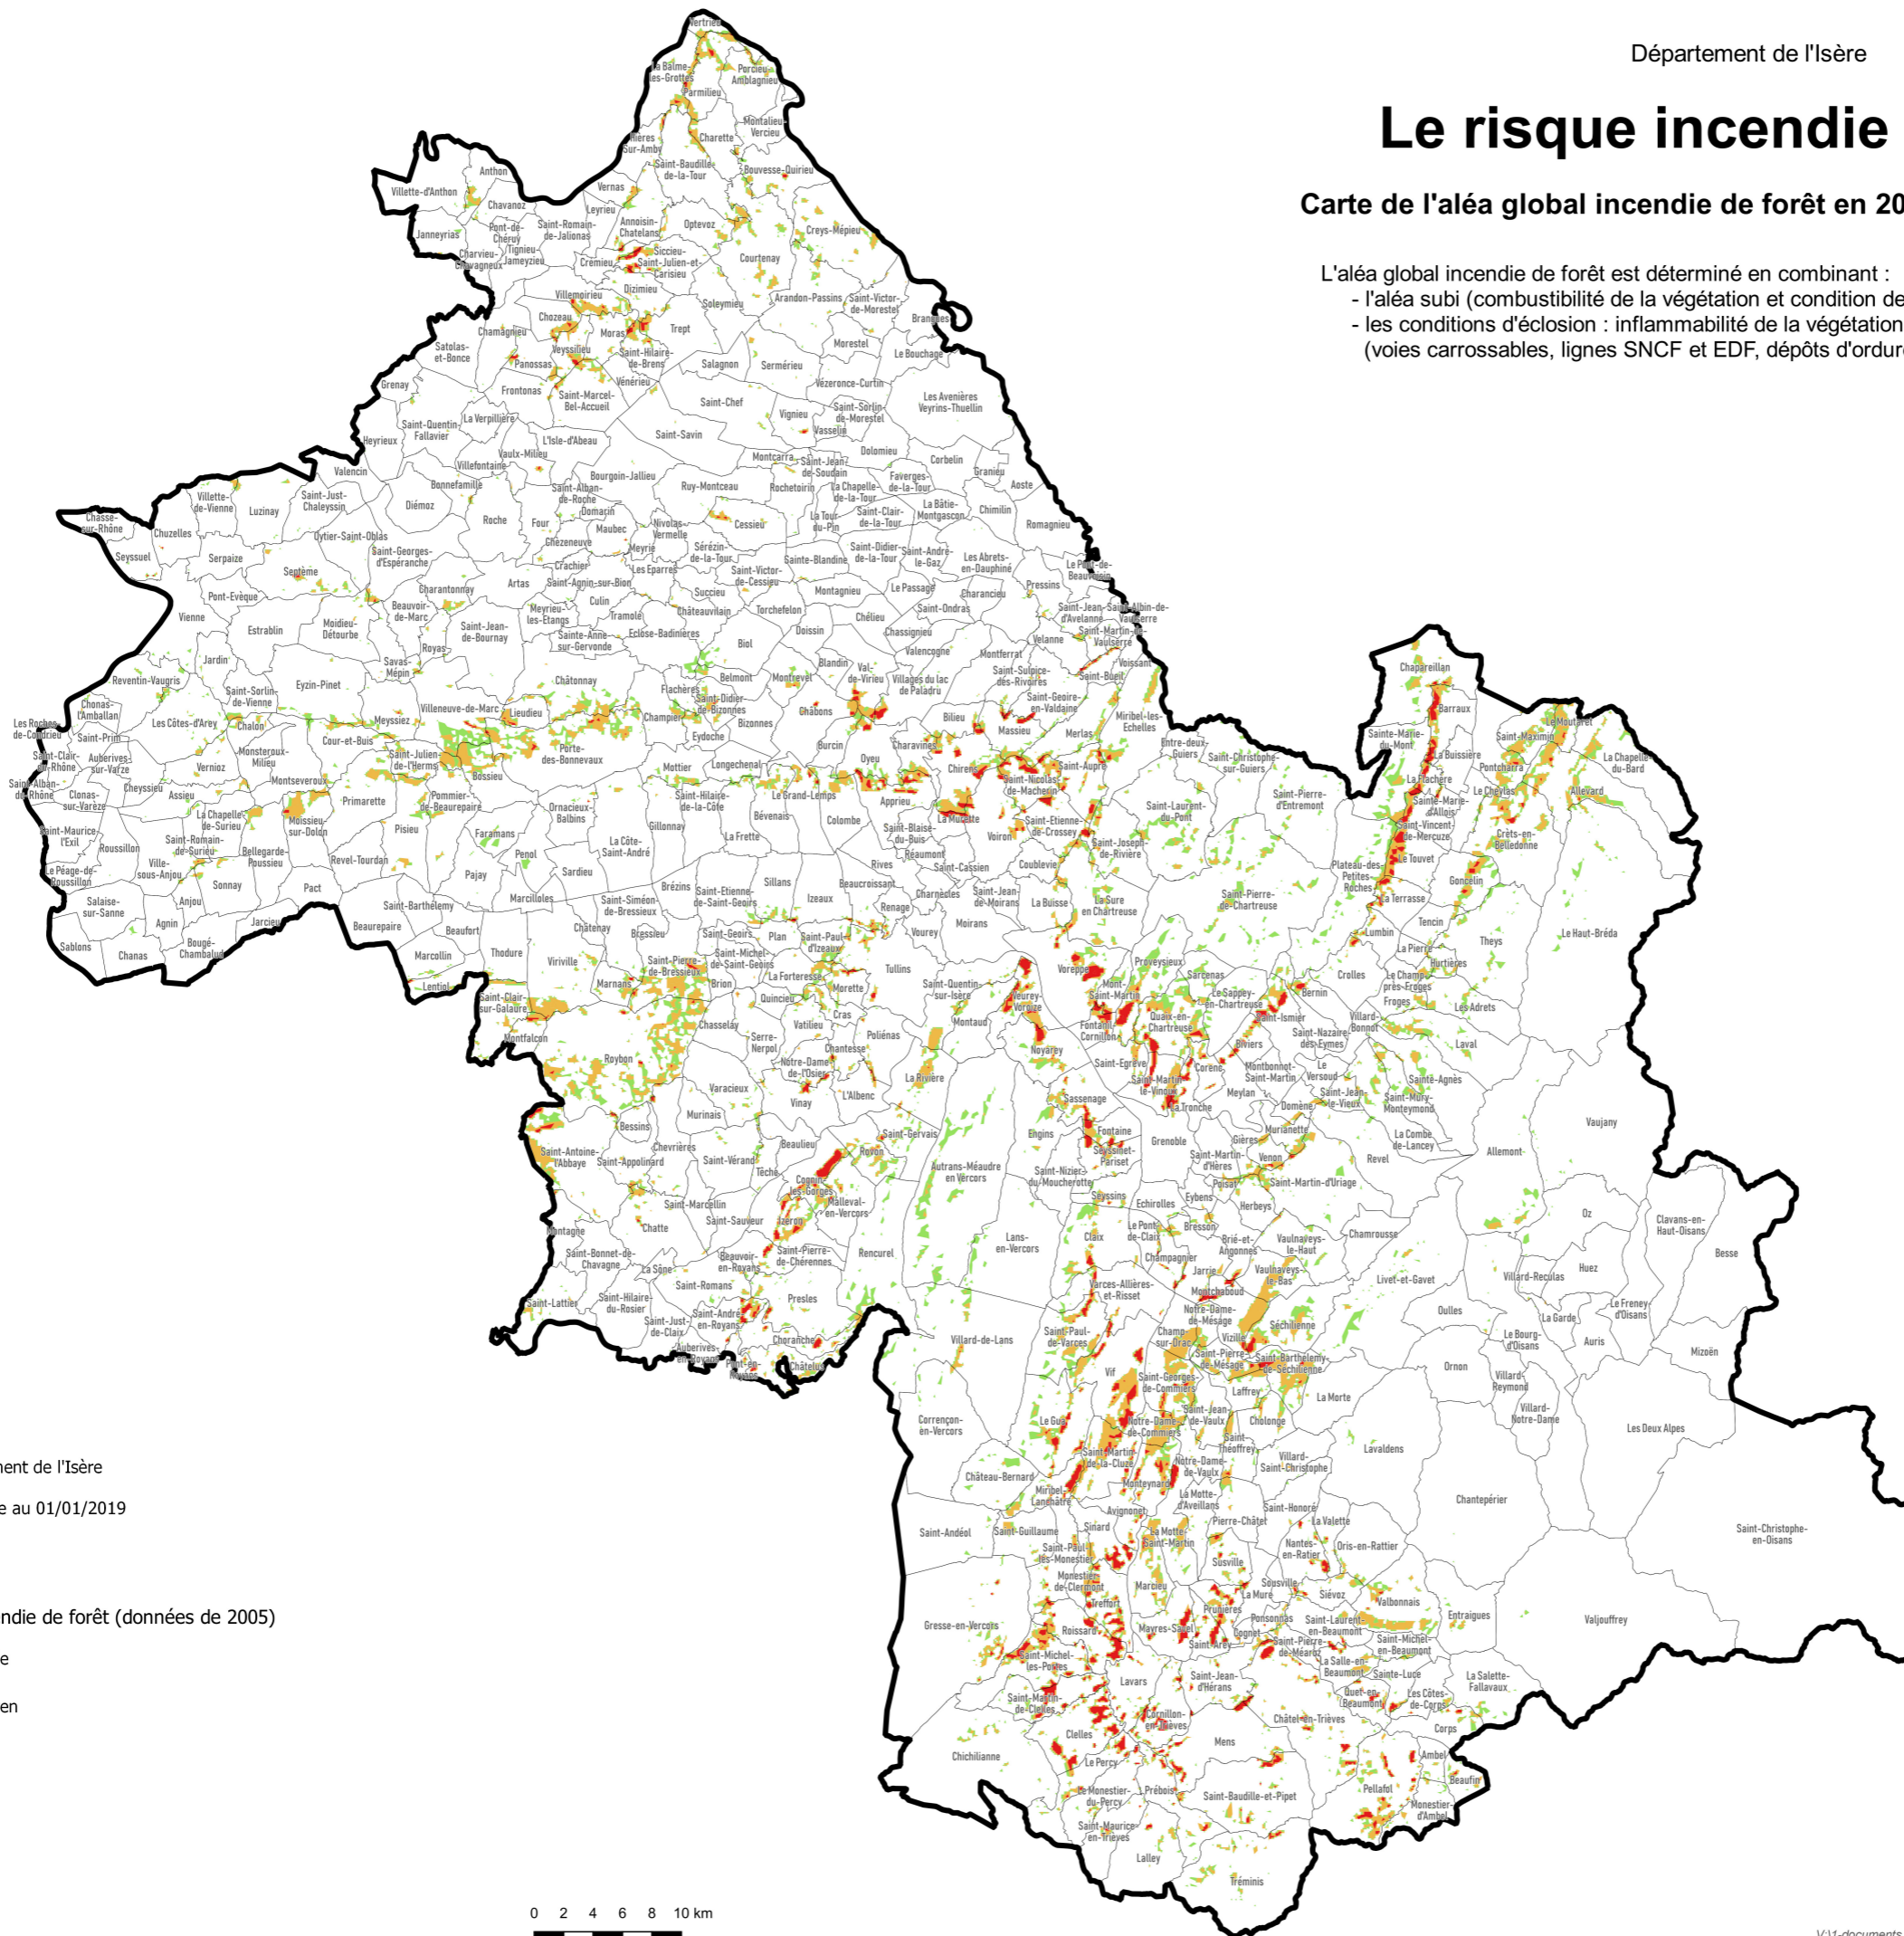 Département de l'Isère
Le risque incendie
Carte de l'aléa global incendie de forêt en 20
L'aléa global incendie de forêt est déterminé en combinant :
- l'aléa subi (combustibilité de la végétation et condition de
- les conditions d'éclosion : inflammabilité de la végétation
(voies carrossables, lignes SNCF et EDF, dépôts d'ordur
Vertrieu
La Balme-
les-Grottes
Porcieu-
Amblagnieu
Parmilieu
Montalieu-
Vercieu
Hières
Sur-Amby
Charette
Saint-Baudille-
de-la-Tour
Bouvesse-Quirieu
Anthon
Villette-d'Anthon
Vernas
Chavanoz
Leyrieu
Annoisin-
Chatelans
Optevoz
Creys-Mépieu
Janneyrias
Pont-de-
Chéruy
Saint-Romain-
de-Jalionas
Tignieu-
Jameyzieu
Charvieu-
Chavagneux
Crémieu
Siccieu-
Saint-Julien-et-
Carisieu
Courtenay
Dizimieu
Villemoirieu
Soleymieu
Arandon-Passins
Saint-Victor-
de-Morestel
Brangues
Chozeau
Chamagnieu
Moras
Trept
Satolas-
et-Bonce
Veyssilieu
Panossas
Saint-Hilaire-
de-Brens
Morestel
Le Bouchage
Salagnon
Sermérieu
Grenay
Frontonas
Vénérieu
Vézeronce-Curtin
Saint-Marcel-
Bel-Accueil
Saint-Chef
Les Avenières
Veyrins-Thuellin
Vignieu
Saint-Sorlin-
de-Morestel
Vasselin
La Verpillière
Saint-Quentin-
Fallavier
Heyrieux
L'Isle-d'Abeau
Saint-Savin
Dolomieu
Corbelin
Vaulx-Milieu
Villefontaine
Montcarra
Saint-Jean-
de-Soudain
Granieu
Valencin
Bonnefamille
Bourgoin-Jallieu
Ruy-Montceau
Rochetoirin
La Chapelle-
de-la-Tour
Faverges-
de-la-Tour
Aoste
Villette-
de-Vienne
Luzinay
Saint-Just-
Chaleyssin
Diémoz
Roche
Four
Saint-Alban-
de-Roche
Domarin
Maubec
Nivolas-
Vermelle
Cessieu
La Tour
du-Pin
Saint-Clair-
de-la-Tour
La Bâtie-
Montgascon
Chimilin
Romagnieu
Chasse-
sur-Rhône
Chuzelles
Seyssuel
Serpaize
Oytier-Saint-Oblas
Saint-Georges-
d'Espéranche
Chèzeneuve
Meyrié
Crachier
Les Eparres
Sérézin-
de-la-Tour
Sainte-Blandine
Saint-Didier-
de-la-Tour
Saint-André-
le-Gaz
Les Abrets-
en-Dauphiné
Le Pont-de-
Beauvoisin
Pressins
Septème
Artas
Saint-Agnin-sur-Bion
Saint-Victor-
de-Cessieu
Succieu
Montagnieu
Le Passage
Charancieu
Pont-Evèque
Charantonnay
Beauvoir-
de-Marc
Meyrieu-
les-Etangs
Culin
Tramolé
Châteauvilain
Torchefelon
Saint-Ondras
Saint-Jean-
d'Avelanne
Saint-Albin-de-
Vaulserre
Vienne
Estrablin
Moidieu-
Détourbe
Saint-Jean-
de-Bournay
Royas
Sainte-Anne-
sur-Gervonde
Eclose-Badinières
Biol
Doissin
Chélieu
Chassignieu
Valencogne
Montferrat
Velanne
Saint-Martin-de-
Vaulserre
Voissant
Saint-Bueil
Jardin
Savas-
Mépin
Blandin
Val-
de-Virieu
Villages du lac
de Paladru
Saint-Sulpice-
des-Rivoires
Reventin-Vaugris
Saint-Sorlin-
de-Vienne
Eyzin-Pinet
Châtonnay
Belmont
Montrevel
Flachères
Saint-Didier-
de-Bizonnes
Châbons
Saint-Geoire-
en-Valdaine
Miribel-les-
Echelles
Chonas-
l'Amballan
Les Côtes-d'Arey
Chalon
Villeneuve-de-Marc
Lieudieu
Meyssiez
Champier
Bizonnes
Bilieu
Massieu
Merlas
Les Roches-
de-Condrieu
Saint-Prim
Cour-et-Buis
Eydoche
Burcin
Charavines
Entre-deux-
Guiers
Saint-Christophe-
sur-Guiers
Saint-Clair-
du-Rhône
Auberives-
sur-Varèze
Monsteroux-
Milieu
Saint-Julien-
de-l'Herms
Porte-
des-Bonnevaux
Mottier
Longechenal
Oyeu
Chirens
Saint-Aupre
Saint-Nicolas-
de-Macherin
Saint-Alban-
du-Rhône
Vernioz
Bossieu
Cheyssieu
Assieu
Montseveroux
Clonas-
sur-Varèze
Primarette
Pommier-
de-Beaurepaire
Ornacieux-
Balbins
Saint-Hilaire-
de-la-Côte
Le Grand-Lemps
Apprieu
La Murette
Saint-Laurent-
du-Pont
Saint-Pierre-
d'Entremont
La Chapelle-
de-Surieu
Moissieu-
sur-Dolon
Pisieu
Faramans
Gillonnay
La Frette
Bévenais
Colombe
Saint-Blaise-
du-Buis
Voiron
Saint-Etienne-
de-Crossey
Saint-Joseph-
de-Rivière
Saint-Maurice-
l'Exil
Roussillon
Saint-Romain-
de-Surieu
Bellegarde-
Poussieu
Revel-Tourdan
Penol
La Côte-
Saint-André
Réaumont
Rives
Saint-Cassien
Coublevie
Le Péage-de-
Roussillon
Ville-
sous-Anjou
Sonnay
Pact
Pajay
Sardieu
Brézins
Saint-Etienne-
de-Saint-Geoirs
Sillans
Izeaux
Beaucroissant
Charnècles
Saint-Jean-
de-Moirans
La Buisse
La Sure
en Chartreuse
Saint-Pierre-
de-Chartreuse
Salaise-
sur-Sanne
Anjou
Agnin
Jarcieu
Saint-Barthélemy
Marcilloles
Saint-Siméon-
de-Bressieux
Renage
Moirans
Sablons
Chanas
Bougé-
Chambalud
Beaurepaire
Beaufort
Châtenay
Bressieux
Saint-Geoirs
Plan
Saint-Paul-
d'Izeaux
Vourey
Marcollin
Thodure
Viriville
Saint-Michel-
de-Saint-Geoirs
La Forteresse
Tullins
Lentiol
Marnans
Saint-Pierre-
de-Bressieux
Brion
Quincieu
Morette
Saint-Quentin-
sur-Isère
Veurey-
Voroize
Voreppe
Proveysieux
Sarcenas
Mont-
Saint-Martin
Saint-Clair-
sur-Galaure
Montfalcon
Chasselay
Cras
Vatilieu
Poliénas
Montaud
Noyarey
Fontanil-
Cornillon
Quaix-en-
Chartreuse
Le Sappey-
en-Chartreuse
Saint-Ismier
Bernin
Roybon
Serre-
Nerpol
Chantesse
Notre-Dame-
de-l'Osier
Saint-Egrève
Biviers
Saint-Nazaire-
des-Eymes
Varacieux
Vinay
L'Albenc
La Rivière
Saint-Martin-
le-Vinoux
Corenc
Montbonnot-
Saint-Martin
Meylan
La Tronche
Murinais
Sassenage
Bessins
Chevrières
Beaulieu
Saint-Gervais
Engins
Fontaine
Grenoble
Saint-Antoine-
l'Abbaye
Saint-Appolinard
Saint-Vérand
Têche
Rovon
Cognin-
les-Gorges
Autrans-Méaudre
en Vercors
Saint-Nizier-
du-Moucherotte
Seyssinet-
Pariset
Saint-Marcellin
Malleval-
en-Vercors
Izeron
Saint-Sauveur
Chatte
Montagne
Seyssins
Echirolles
Saint-Bonnet-de-
Chavagne
La Sône
Beauvoir-
en-Royans
Saint-Pierre-
de-Chérennes
Rencurel
Lans-
en-Vercors
Claix
Le Pont-
de-Claix
Saint-Romans
Presles
Saint-Lattier
Saint-Hilaire-
du-Rosier
Saint-Just-
de-Claix
Saint-André-
en-Royans
Auberives-
en-Royans
Pont-en-
Royans
Choranche
Châtelus
Villard-de-Lans
Chapareillan
Barraux
Sainte-Marie-
du-Mont
La Buissière
La Flachère
Sainte-Marie-
d'Alloix
Saint-Vincent-
de-Mercuze
Le Touvet
Plateau-des-
Petites-
Roches
La Terrasse
Lumbin
Crolles
Le Moutaret
Saint-Maximin
Pontcharra
La Chapelle-
du-Bard
Le Cheylas
Allevard
Crêts-en-
Belledonne
Goncelin
Tencin
Theys
Le Haut-Bréda
La Pierre
Hurtières
Le Champ-
près-Froges
Froges
Les Adrets
Villard-
Bonnot
Laval
Le
Versoud
Sainte-Agnès
Saint-Jean-
le-Vieux
Saint-Mury-
Monteymond
Domène
Murianette
La Combe
de-Lancey
Gières
Venon
Revel
Saint-Martin-
d'Hères
Poisat
Saint-Martin-d'Uriage
Eybens
Herbeys
Bresson
Brié-et-
Angonnes
Vaulnaveys-
le-Haut
Chamrousse
Allemont
Vaujany
Oz
Clavans-en-
Haut-Oisans
Besse
Huez
Villard-Reculas
Champagnier
Jarrie
Vaulnaveys-
le-Bas
Livet-et-Gavet
Varces-Allières-
et-Risset
Montchaboud
Notre-Dame-
de-Mésage
Séchilienne
Oulles
La Garde
Le Freney-
d'Oisans
Le Bourg-
d'Oisans
Auris
Mizoën
Saint-Paul-
de-Varces
Champ-
sur-Drac
Vizille
Saint-Pierre-
de-Mésage
Saint-Barthélemy-
de-Séchilienne
Vif
Saint-Georges-
de-Commiers
Laffrey
La Morte
Ornon
Villard-
Reymond
Villard-
Notre-Dame
Les Deux Alpes
Corrençon-
en-Vercors
Le Gua
Notre-Dame-
de-Commiers
Saint-Jean-
de-Vaulx
Cholonge
Saint-
Théoffrey
Lavaldens
Château-Bernard
Saint-Martin-
de-la-Cluze
Notre-Dame-
de-Vaulx
Villard-
Saint-Christophe
Miribel-
Lanchâtre
Monteynard
La Motte-
d'Aveillans
Chantepérier
Avignonet
Saint-Honoré
Saint-Andéol
Saint-Guillaume
Sinard
La Motte-
Saint-Martin
Pierre-Châtel
La Valette
Nantes-
en-Ratier
Oris-en-Rattier
Saint-Christophe-
en-Oisans
Saint-Paul-
lès-Monestier
Monestier-
de-Clermont
Marcieu
Susville
La Mure
Sousville
Siévoz
Valbonnais
Entraigues
Valjouffrey
Treffort
Prunières
Ponsonnas
Saint-Laurent-
en-Beaumont
Gresse-en-Vercors
Roissard
Mayres-Savel
Saint-Arey
Cognet
Saint-Pierre-
de-Méaroz
Saint-Michel-
en-Beaumont
Saint-Michel-
les-Portes
Lavars
Saint-Jean-
d'Hérans
La Salle-en-
Beaumont
Sainte-Luce
La Salette-
Fallavaux
Saint-Martin-
de-Clelles
Quet-en-
Beaumont
Les Côtes-
de-Corps
Cornillon-
en-Trièves
Châtel-en-Trièves
Corps
Clelles
Mens
Chichilianne
Le Percy
Ambel
Beaufin
Le Monestier-
du-Percy
Prébois
Saint-Baudille-et-Pipet
Pellafol
Monestier-
d'Ambel
Saint-Maurice-
en-Trièves
Lalley
Tréminis
ment de l'Isère
e au 01/01/2019
ndie de forêt (données de 2005)
e
en
0 2 4 6 8 10 km
V:\1-documents